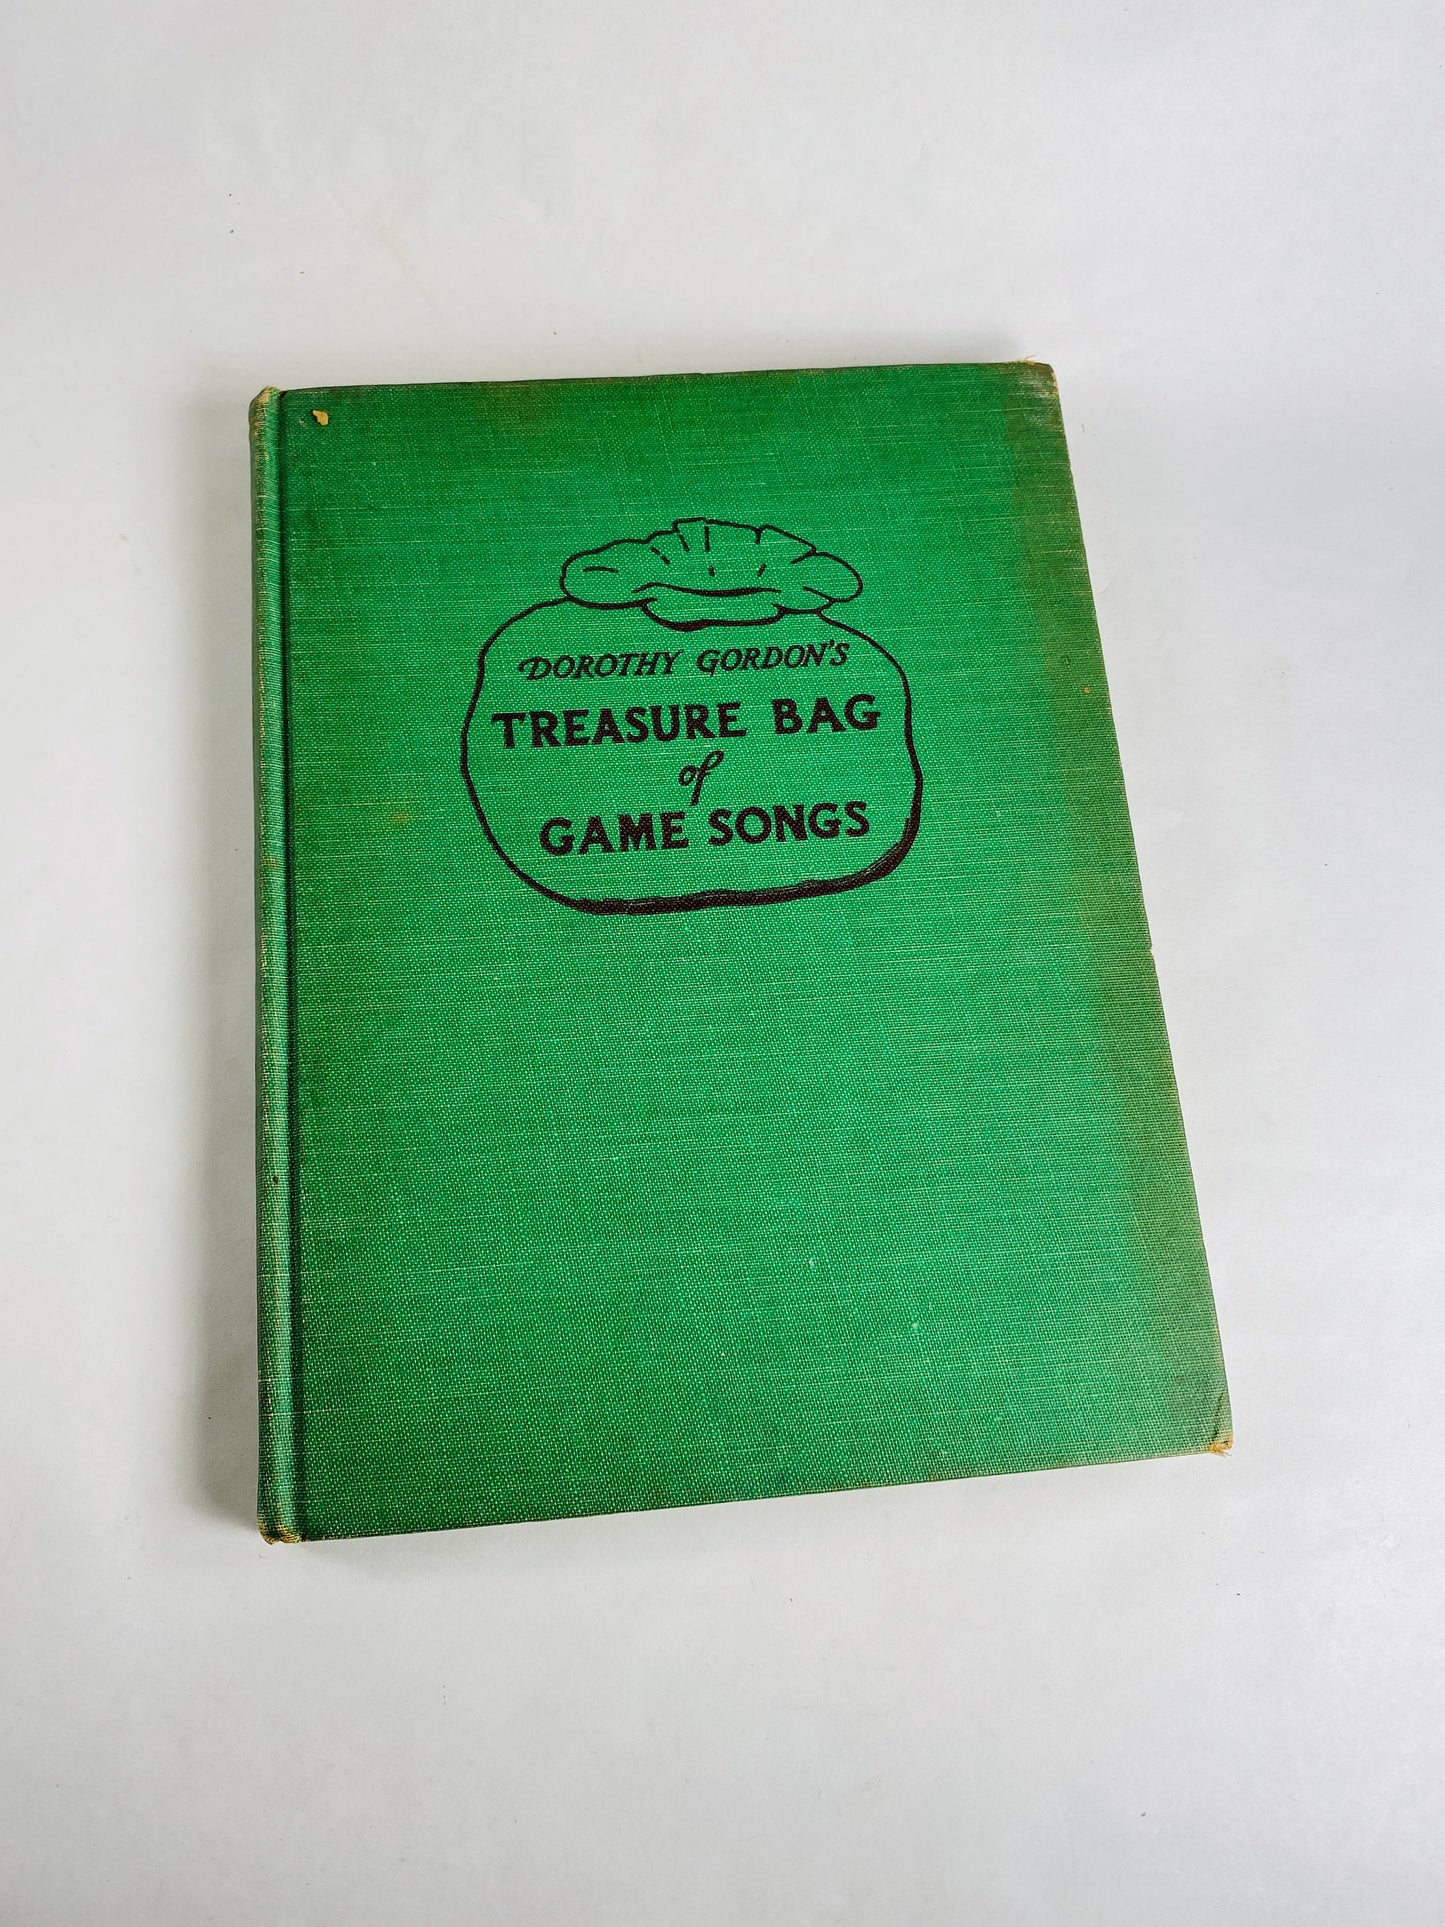 DOROTHY GORDON'S
TREASURE BAG
of
GAME SONGS